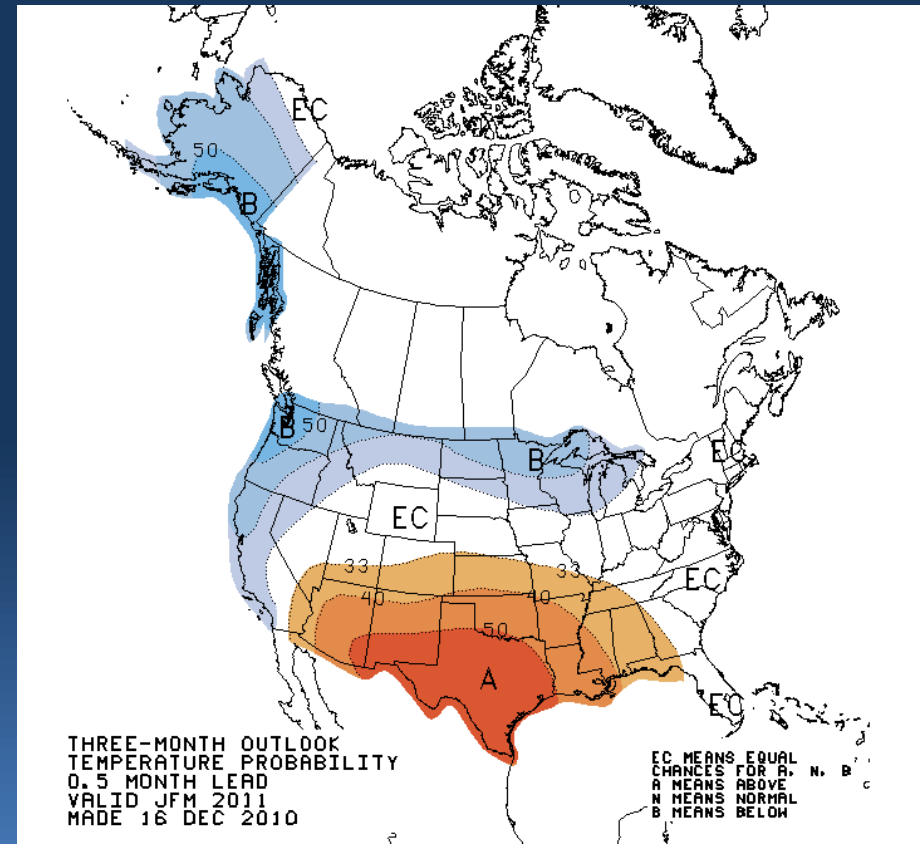 EC
50
B
B
50
EC
B
EC
33
33
EC
40
40
50
A
EC
THREE-MONTH OUTLOOK
TEMPERATURE PROBABILITY
0.5 MONTH LEAD
VALID JFM 2011
MADE 16 DEC 2010
EC MEANS EQUAL
CHANCES FOR A, N, B
A MEANS ABOVE
N MEANS NORMAL
B MEANS BELOW